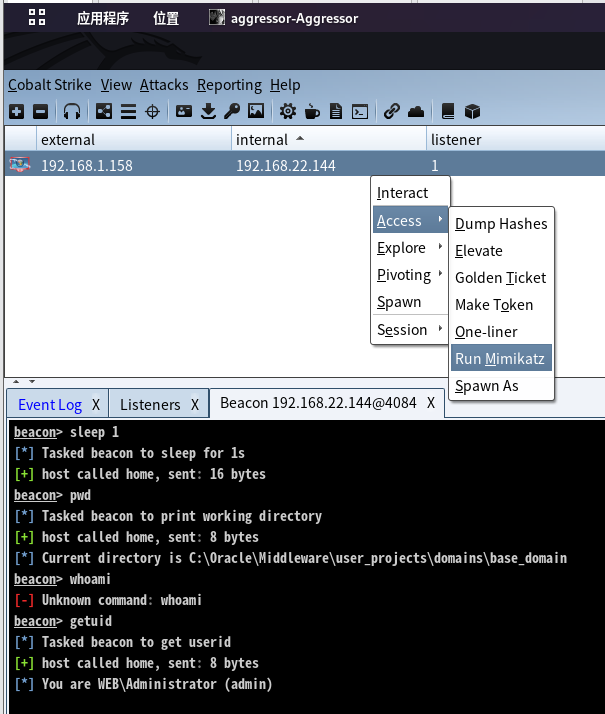 应用程序 位置 aggressor-Aggressor
Cobalt Strike View Attacks Reporting Help
external internal listener
192.168.1.158 192.168.22.144 1
Interact
Access
Explore
Pivoting
Spawn
Session
Dump Hashes
Elevate
Golden Ticket
Make Token
One-liner
Run Mimikatz
Spawn As
Event Log X Listeners X Beacon 192.168.22.144@4084 X
beacon> sleep 1
[*] Tasked beacon to sleep for 1s
[+] host called home, sent: 16 bytes
beacon> pwd
[*] Tasked beacon to print working directory
[+] host called home, sent: 8 bytes
[*] Current directory is C:\Oracle\Middleware\user_projects\domains\base_domain
beacon> whoami
[-] Unknown command: whoami
beacon> getuid
[*] Tasked beacon to get userid
[+] host called home, sent: 8 bytes
[*] You are WEB\Administrator (admin)